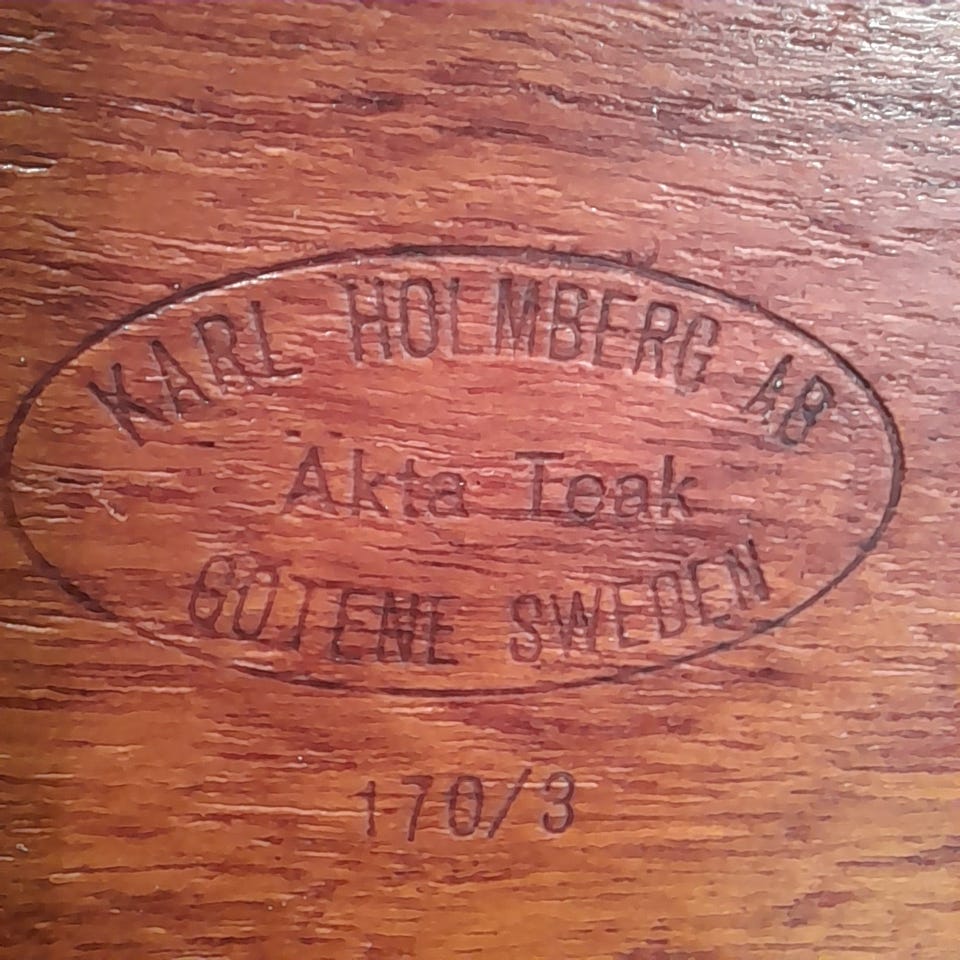 KARL HOLMBERG AB
Äkta Teak
GÖTENE SWEDEN
170/3